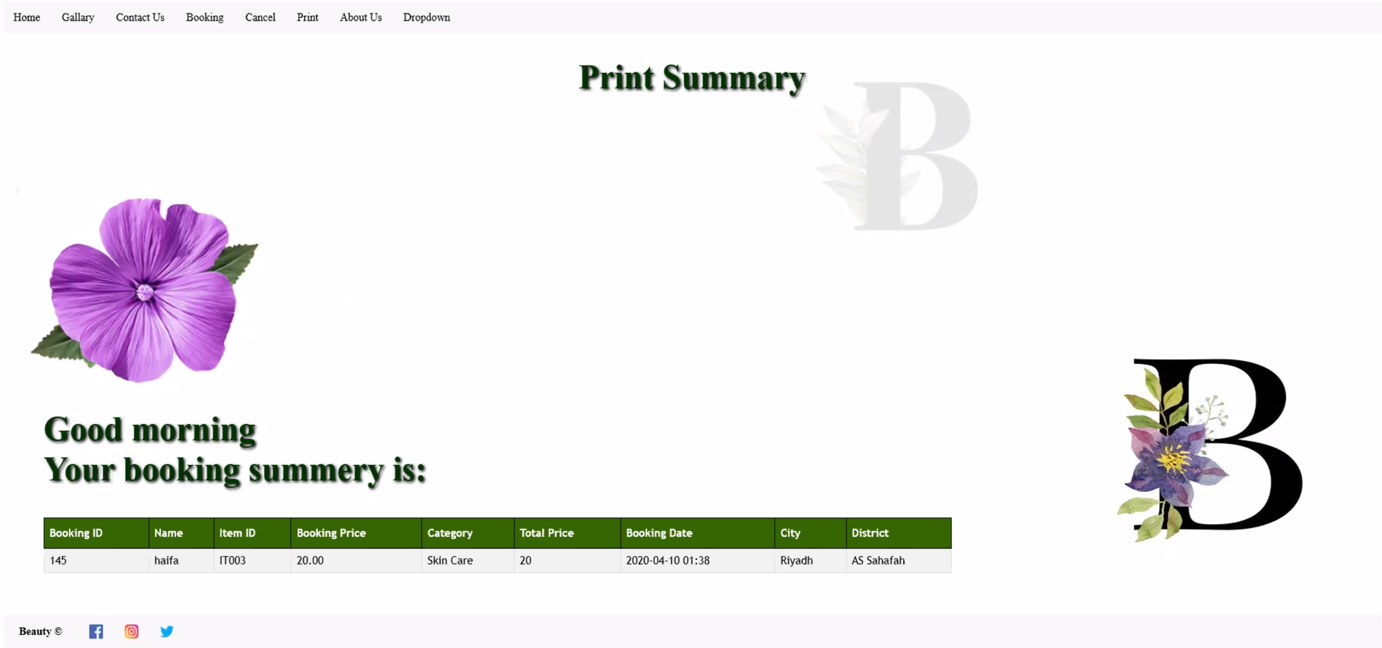 Home Gallary Contact Us Booking Cancel Print About Us Dropdown
Print Summary
B
Good morning
Your booking summery is:
B
Booking ID Name Item ID Booking Price Category Total Price Booking Date City District
145 haifa IT003 20.00 Skin Care 20 2020-04-10 01:38 Riyadh AS Sahafah
Beauty ©